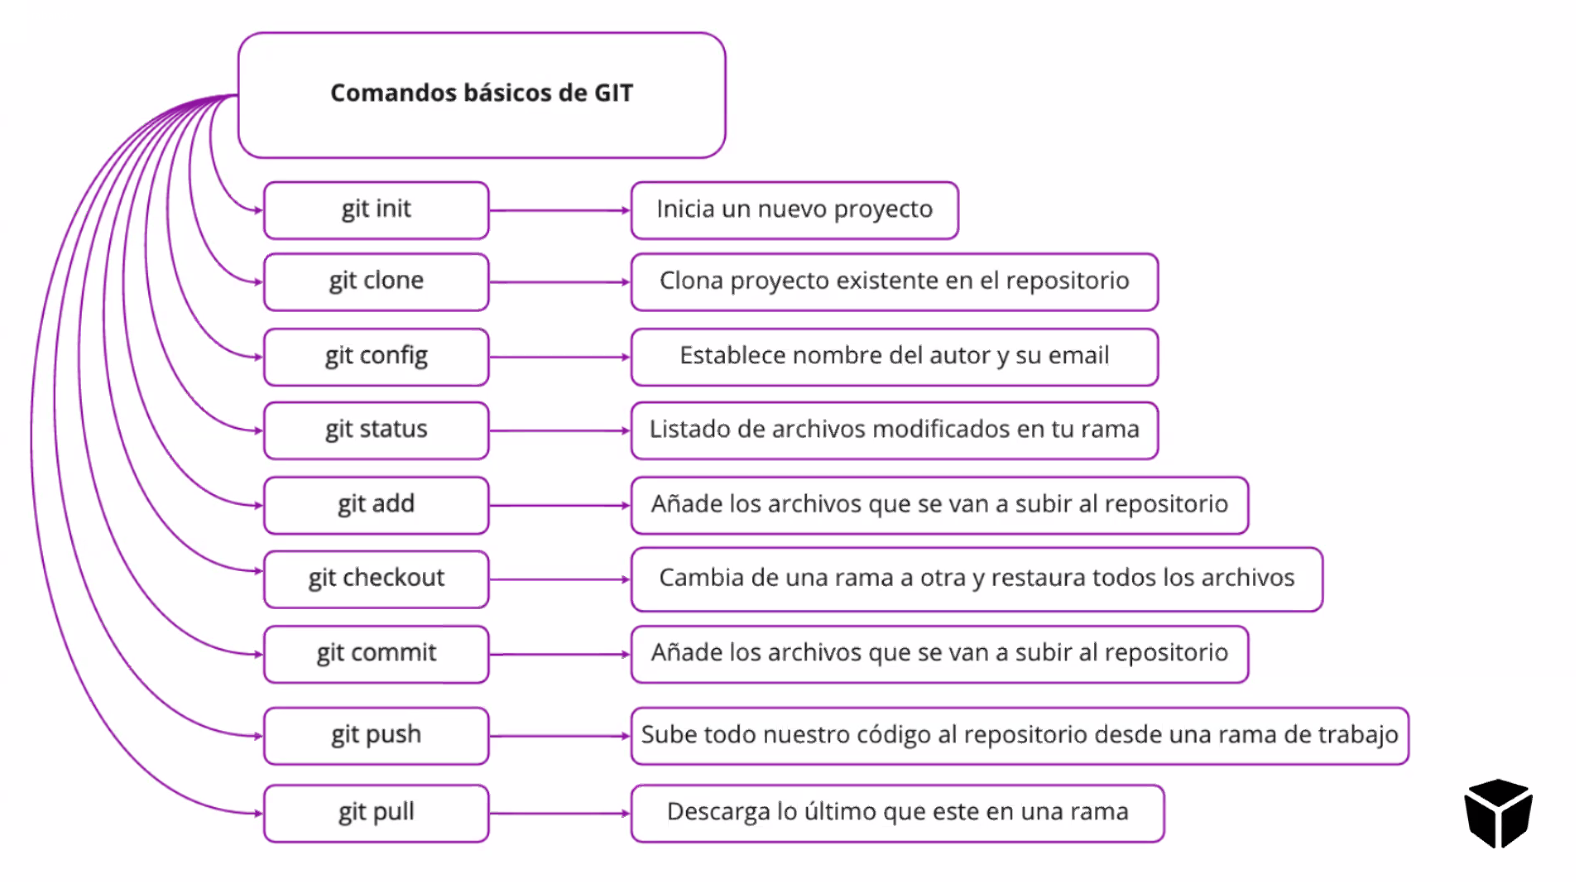 Comandos básicos de GIT
git init
Inicia un nuevo proyecto
git clone
Clona proyecto existente en el repositorio
git config
Establece nombre del autor y su email
git status
Listado de archivos modificados en tu rama
git add
Añade los archivos que se van a subir al repositorio
git checkout
Cambia de una rama a otra y restaura todos los archivos
git commit
Añade los archivos que se van a subir al repositorio
git push
Sube todo nuestro código al repositorio desde una rama de trabajo
git pull
Descarga lo último que este en una rama